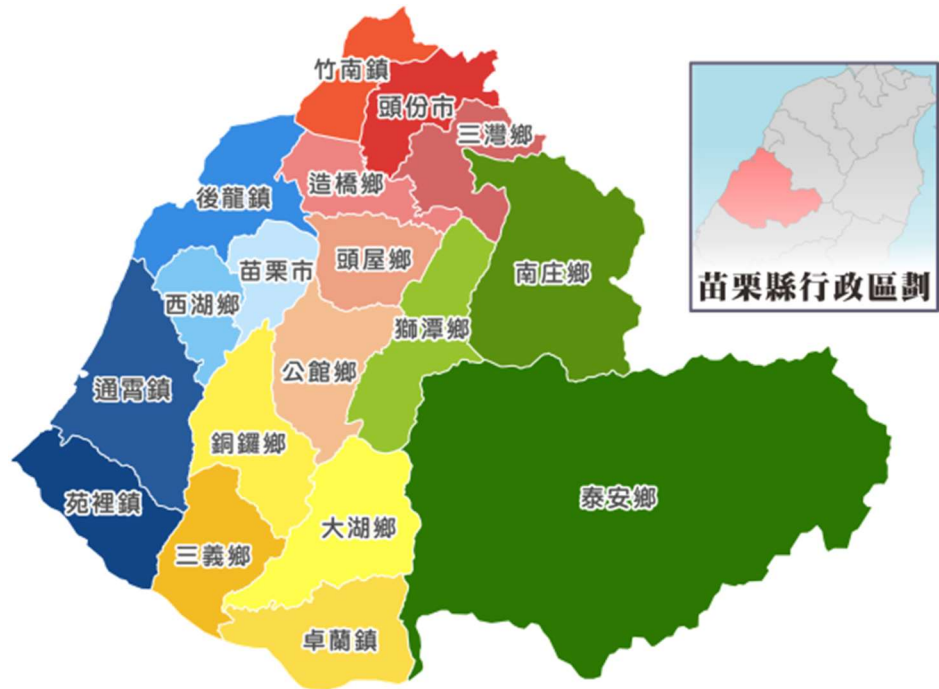 竹南鎮
頭份市
三灣鄉
造橋鄉
後龍鎮
苗栗市
頭屋鄉
南庄鄉
西湖鄉
獅潭鄉
公館鄉
通霄鎮
銅鑼鄉
苑裡鎮
泰安鄉
大湖鄉
三義鄉
卓蘭鎮
苗栗縣行政區劃